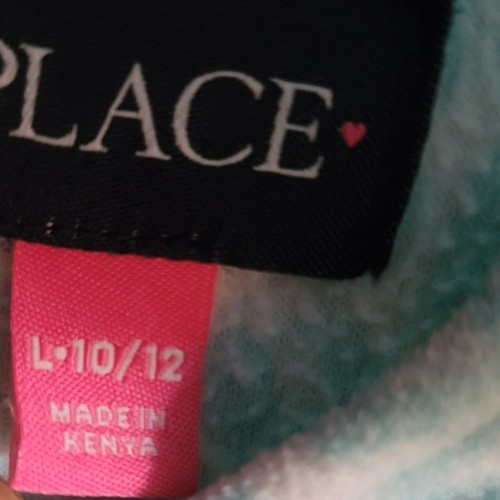 PLACE
L•10/12
MADE IN
KENYA